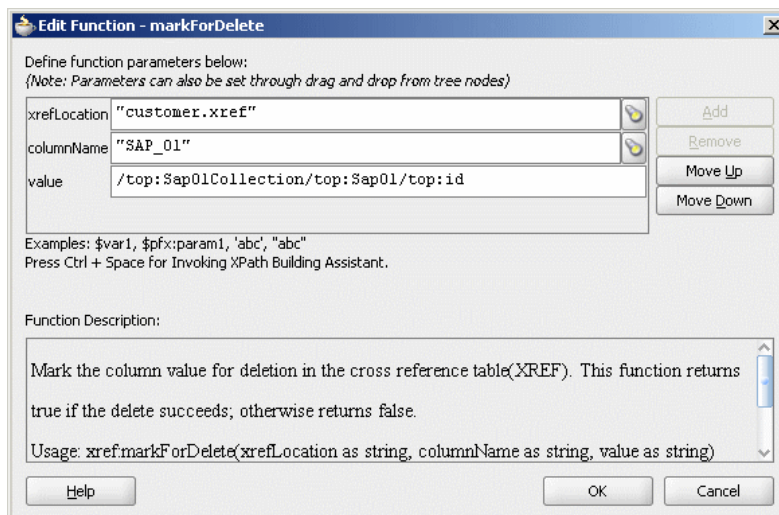 Edit Function - markForDelete
Define function parameters below:
(Note: Parameters can also be set through drag and drop from tree nodes)
xrefLocation "customer.xref"
columnName "SAP_01"
value /top:Sap01Collection/top:Sap01/top:id
Add
Remove
Move Up
Move Down
Examples: $var1, $pfx:param1, 'abc', "abc"
Press Ctrl + Space for Invoking XPath Building Assistant.
Function Description:
Mark the column value for deletion in the cross reference table(XREF). This function returns
true if the delete succeeds; otherwise returns false.
Usage: xref:markForDelete(xrefLocation as string, columnName as string, value as string)
Help
OK
Cancel